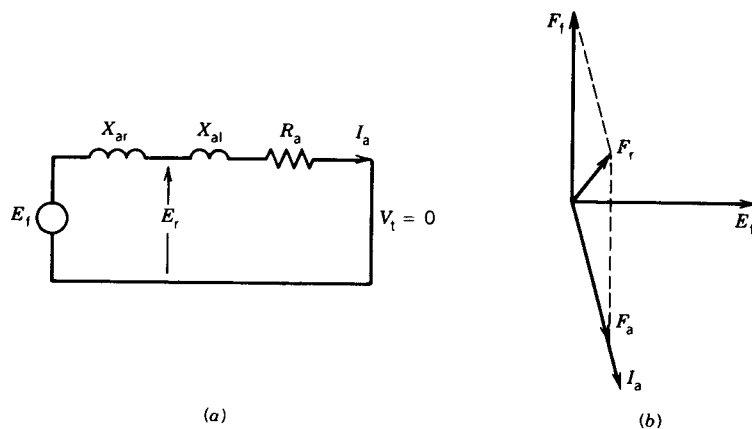 X_ar X_al R_a I_a
E_f E_r V_t = 0
(a)
F_f
F_r
E_f
F_a
I_a
(b)